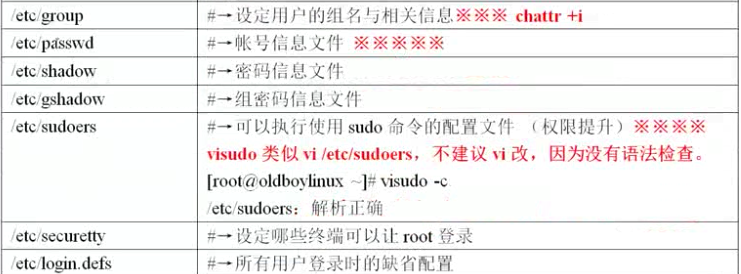 /etc/group #→设定用户的组名与相关信息※※※ chattr +i
/etc/passwd #→帐号信息文件 ※※※※※
/etc/shadow #→密码信息文件
/etc/gshadow #→组密码信息文件
/etc/sudoers #→可以执行使用 sudo 命令的配置文件 （权限提升）※※※※
visudo 类似 vi /etc/sudoers，不建议 vi 改，因为没有语法检查。
[root@oldboylinux ~]# visudo -c
/etc/sudoers：解析正确
/etc/securetty #→设定哪些终端可以让 root 登录
/etc/login.defs #→所有用户登录时的缺省配置